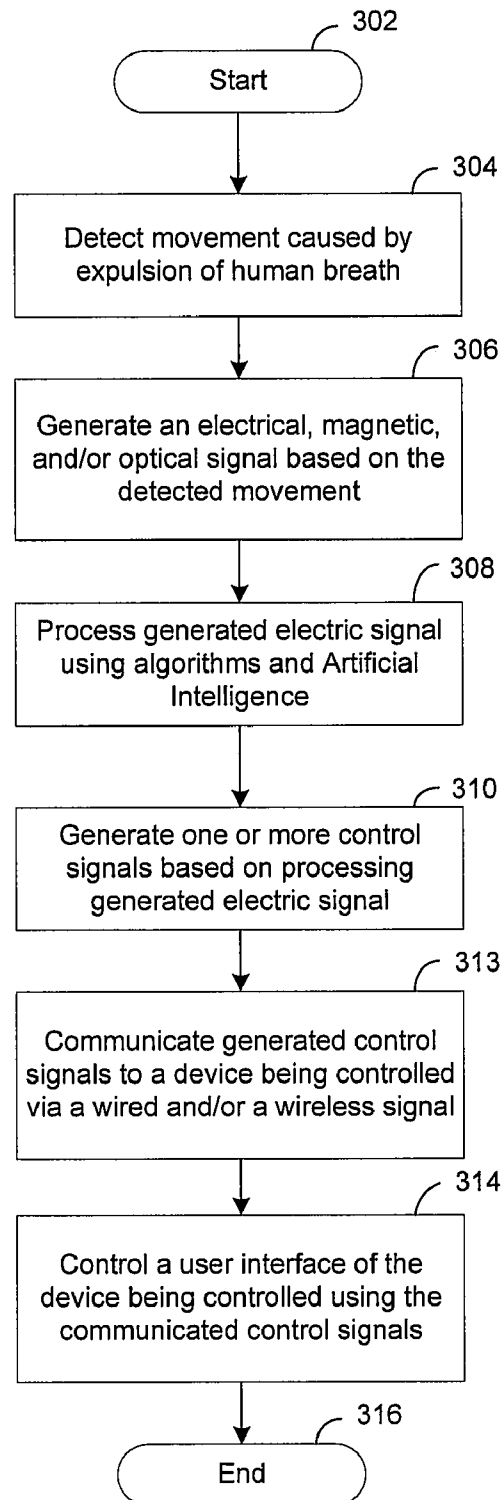 302
Start
304
Detect movement caused by
expulsion of human breath
306
Generate an electrical, magnetic,
and/or optical signal based on the
detected movement
308
Process generated electric signal
using algorithms and Artificial
Intelligence
310
Generate one or more control
signals based on processing
generated electric signal
313
Communicate generated control
signals to a device being controlled
via a wired and/or a wireless signal
314
Control a user interface of the
device being controlled using the
communicated control signals
316
End